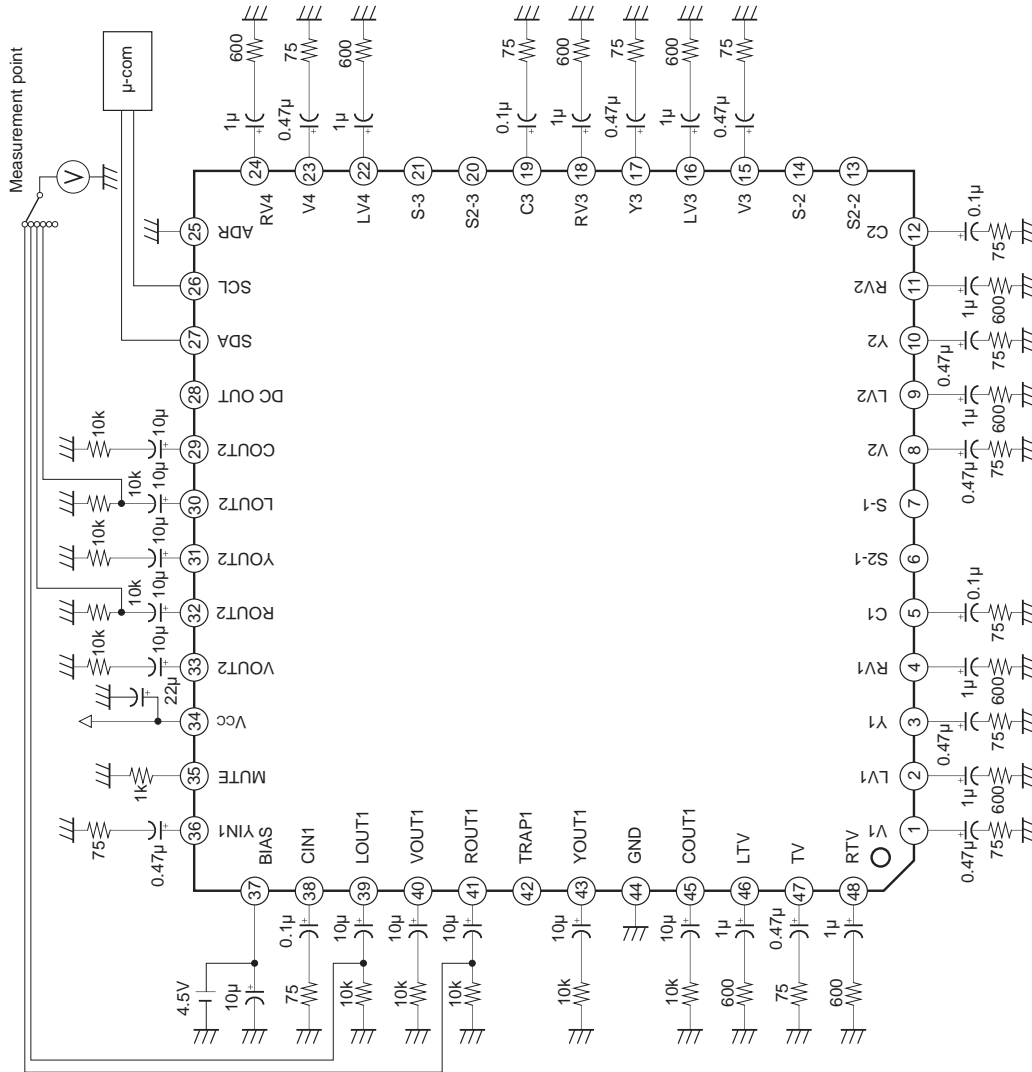 Measurement point
V
µ-com
600
1µ
24
RV4
75
0.47µ
23
V4
600
1µ
22
LV4
21
S-3
20
S2-3
75
0.1µ
19
C3
600
1µ
18
RV3
75
0.47µ
17
Y3
600
1µ
16
LV3
75
0.47µ
15
V3
14
S-2
13
S2-2
25
ADR
26
SCL
27
SDA
28
DC OUT
10k
10µ
29
COUT2
10k
10µ
30
LOUT2
10k
10µ
31
YOUT2
10k
10µ
32
ROUT2
10k
10µ
33
VOUT2
22µ
34
Vcc
1k
35
MUTE
75
0.47µ
36
YIN1
12
C2
0.1µ
75
11
RV2
1µ
600
10
Y2
0.47µ
75
9
LV2
1µ
600
8
V2
0.47µ
75
7
S-1
6
S2-1
5
C1
0.1µ
75
4
RV1
1µ
600
3
Y1
0.47µ
75
2
LV1
1µ
600
1
V1
0.47µ
75
37
BIAS
4.5V
10µ
38
CIN1
0.1µ
75
39
LOUT1
10µ
10k
40
VOUT1
10µ
10k
41
ROUT1
10µ
10k
42
TRAP1
43
YOUT1
10µ
10k
44
GND
45
COUT1
10µ
10k
46
LTV
1µ
600
47
TV
0.47µ
75
48
RTV
1µ
600